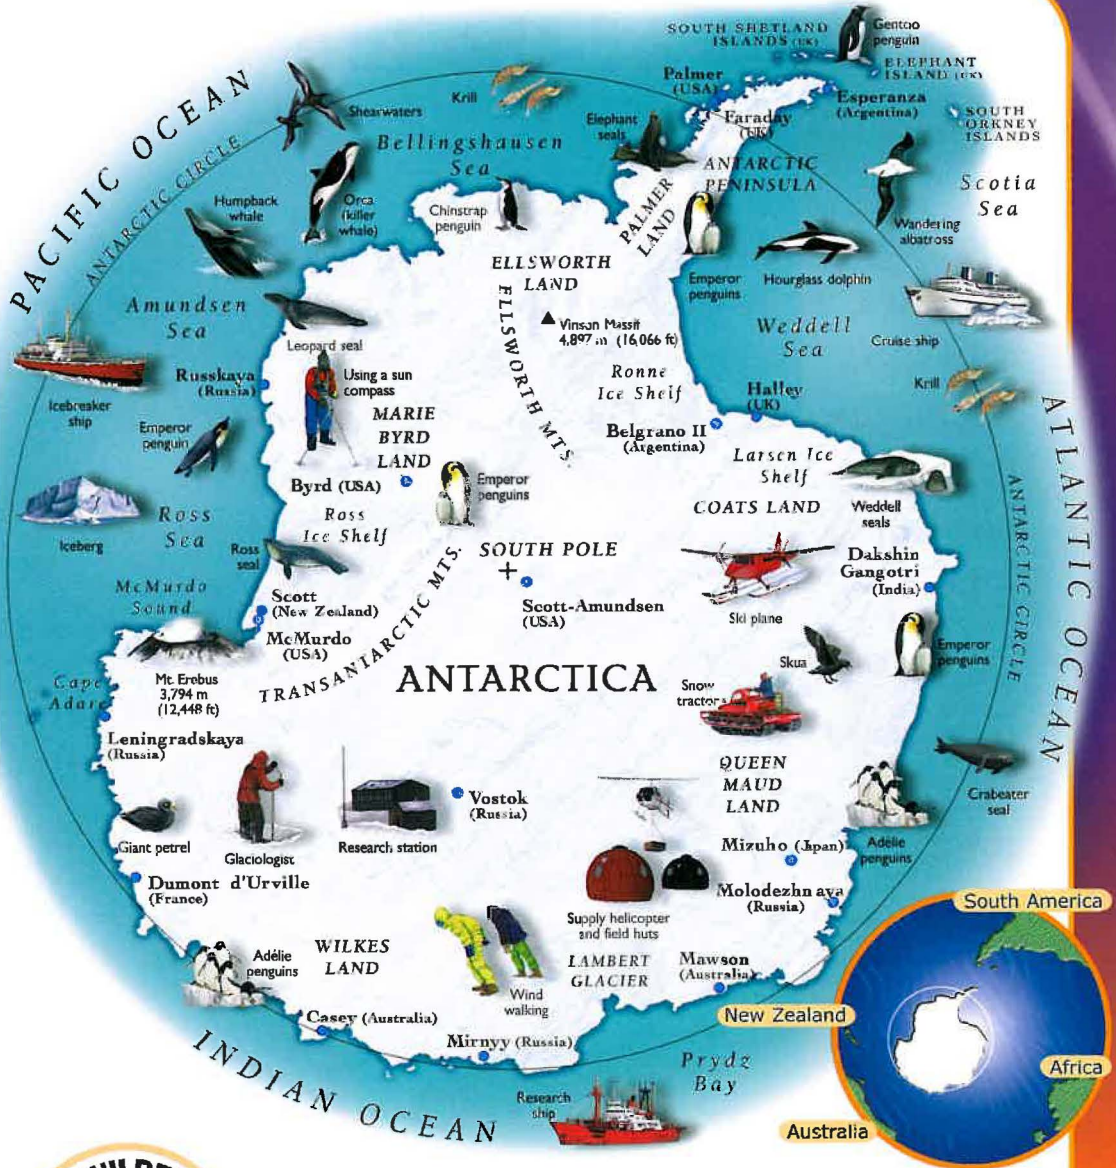 SOUTH SHETLAND
ISLANDS (UK)
Gentoo
penguin
ELEPHANT
ISLAND (UK)
Palmer
(USA)
Esperanza
(Argentina)
SOUTH
ORKNEY
ISLANDS
Faraday
(UK)
PACIFIC OCEAN
ANTARCTIC CIRCLE
Shearwaters
Krill
Elephant
seals
Bellingshausen
Sea
ANTARCTIC
PENINSULA
Scotia
Sea
Humpback
whale
Orca
(killer
whale)
Chinstrap
penguin
PALMER
LAND
Wandering
albatross
ELLSWORTH
LAND
Emperor
penguins
Hourglass dolphin
Amundsen
Sea
ELLSWORTH MTS.
Vinson Massif
4,897 m (16,066 ft)
Weddell
Sea
Cruise ship
Leopard seal
Russkaya
(Russia)
Using a sun
compass
Ronne
Ice Shelf
Halley
(UK)
Krill
Icebreaker
ship
Emperor
penguin
MARIE
BYRD
LAND
Belgrano II
(Argentina)
ATLANTIC OCEAN
Larsen Ice
Shelf
Byrd (USA)
Emperor
penguins
COATS LAND
Weddell
seals
ANTARCTIC CIRCLE
Iceberg
Ross
Sea
Ross
Ice Shelf
Ross
seal
SOUTH POLE
Dakshin
Gangotri
(India)
McMurdo
Sound
Scott
(New Zealand)
Scott-Amundsen
(USA)
Ski plane
McMurdo
(USA)
TRANSANTARCTIC MTS.
Skua
Emperor
penguins
Cape
Adare
Mt. Erebus
3,794 m
(12,448 ft)
ANTARCTICA
Snow
tractor
Leningradskaya
(Russia)
QUEEN
MAUD
LAND
Crabeater
seal
Vostok
(Russia)
Giant petrel
Glaciologist
Research station
Mizuho (Japan)
Adélie
penguins
Dumont d'Urville
(France)
Molodezhnaya
(Russia)
South America
Supply helicopter
and field huts
Adélie
penguins
WILKES
LAND
LAMBERT
GLACIER
Mawson
(Australia)
Wind
walking
New Zealand
Casey (Australia)
Mirnyy (Russia)
INDIAN OCEAN
Prydz
Bay
Africa
Research
ship
Australia